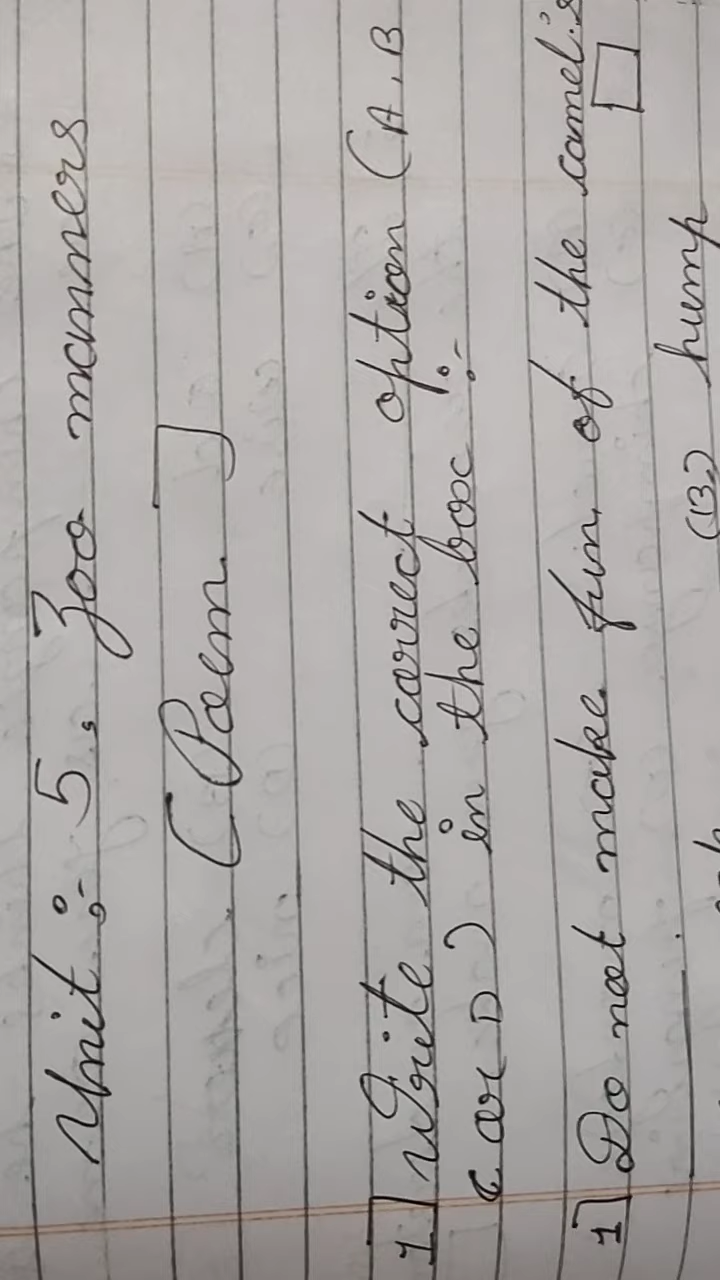 Unit :- 5. Zoo manners
(Poem)
1] Write the correct option (A, B
C or D) in the box :-
1] Do not make fun of the camel's
(B) hump